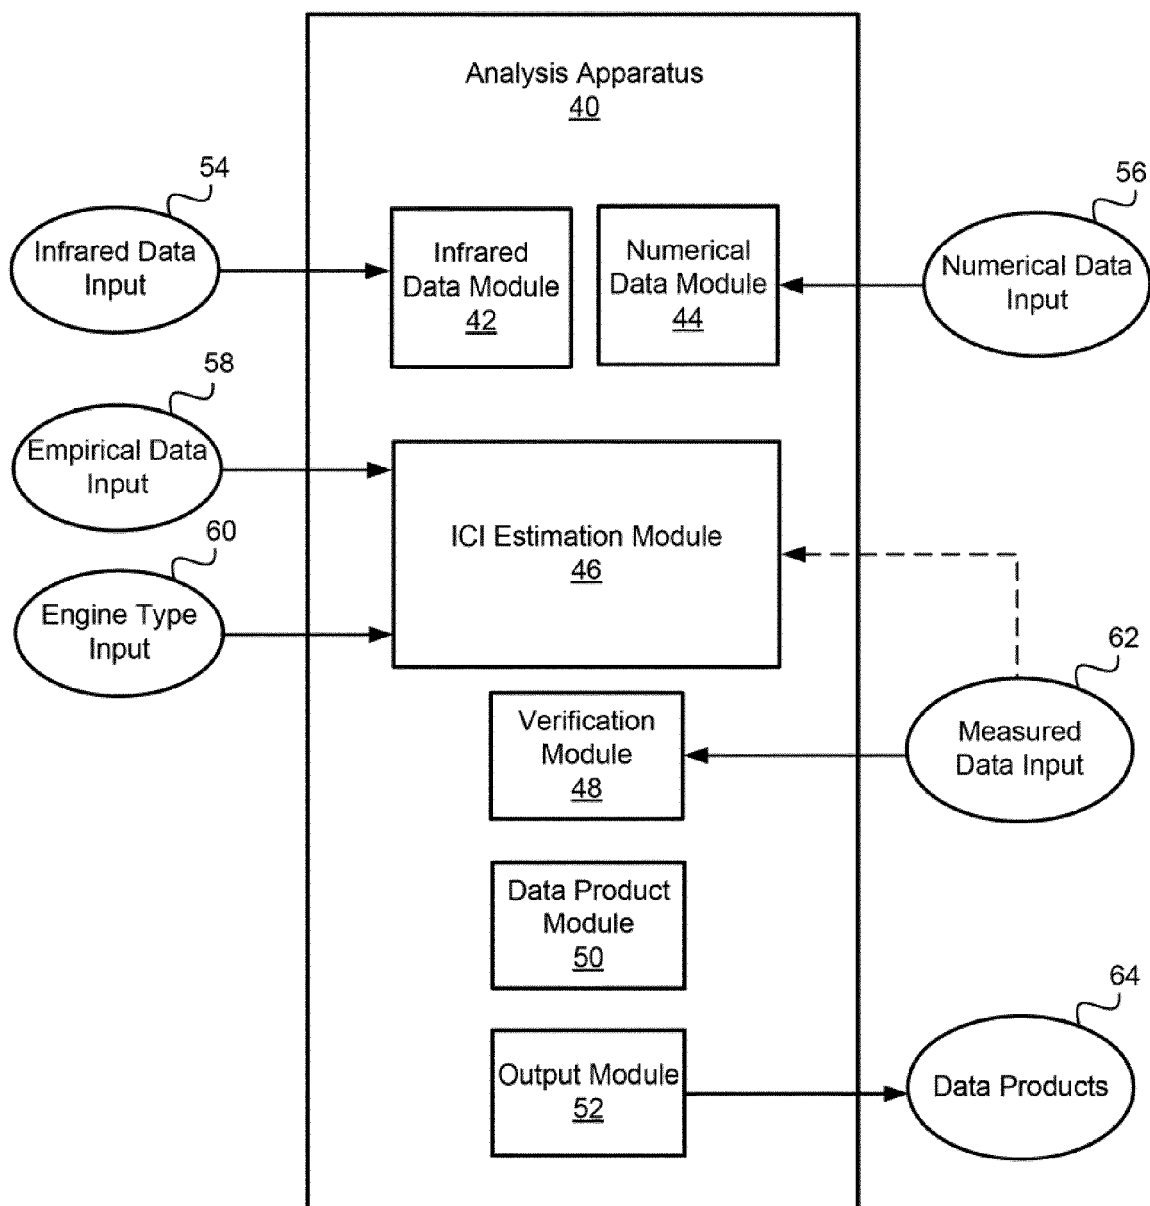 Analysis Apparatus
40
54
Infrared Data
Input
Infrared
Data Module
42
Numerical
Data Module
44
56
Numerical Data
Input
58
Empirical Data
Input
ICI Estimation Module
46
60
Engine Type
Input
62
Measured
Data Input
Verification
Module
48
Data Product
Module
50
Output Module
52
64
Data Products